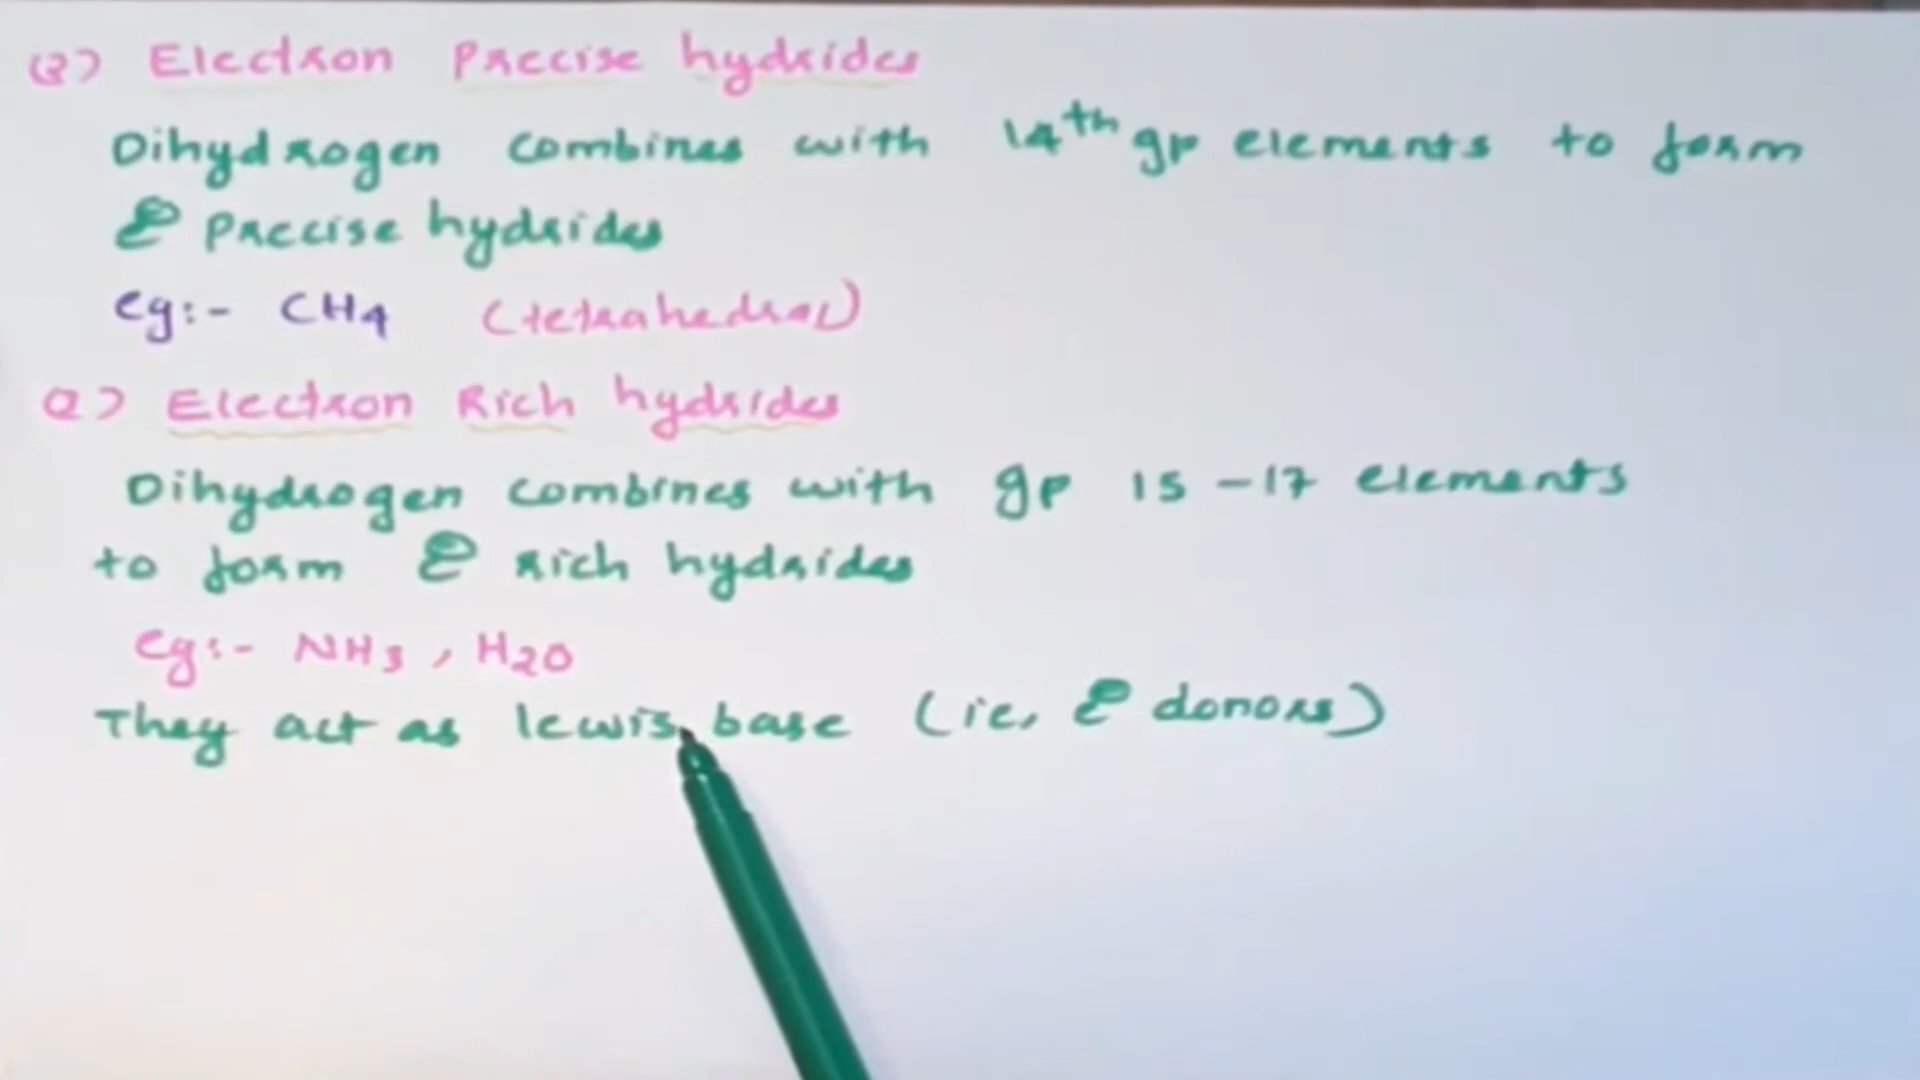 Q) Electron Precise hydrides
Dihydrogen combines with 14th gp elements to form
e⁻ Precise hydrides
eg:- CH4 (tetrahedral)
Q) Electron Rich hydrides
Dihydrogen combines with gp 15-17 elements
to form e⁻ rich hydrides
eg:- NH3, H2O
They act as lewis base (ie, e⁻ donors)